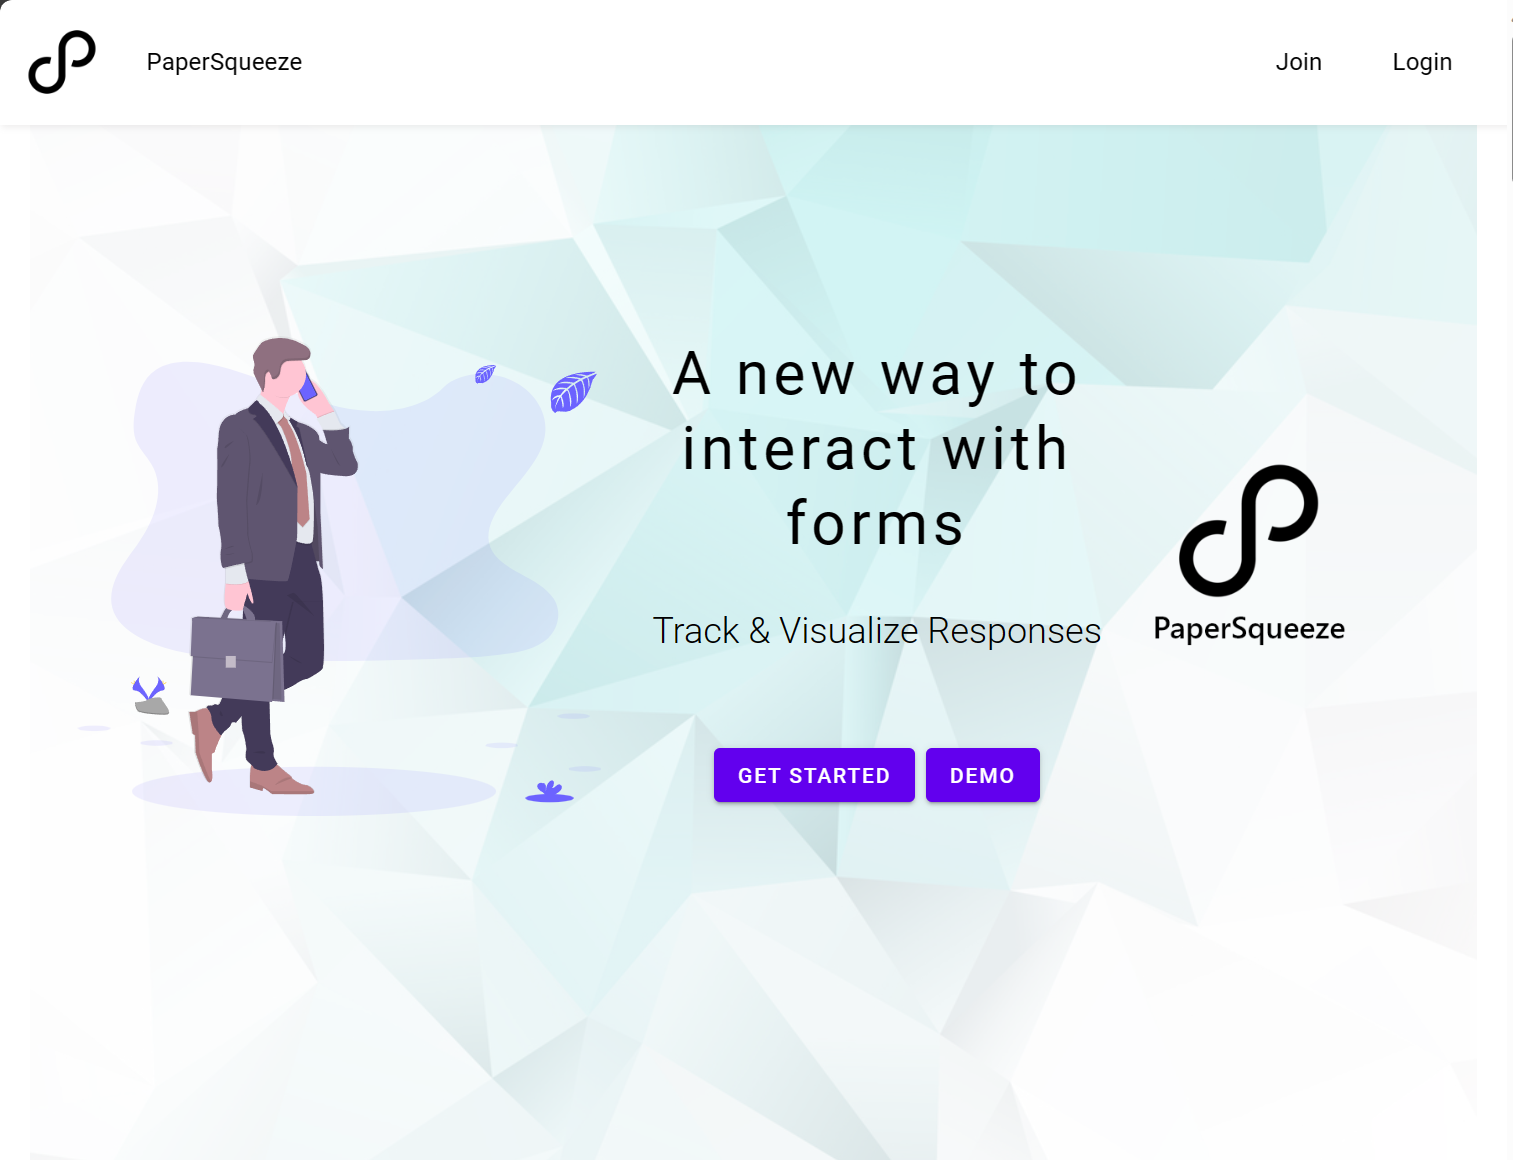 PaperSqueeze
Join
Login
A new way to
interact with
forms
Track & Visualize Responses
PaperSqueeze
GET STARTED
DEMO